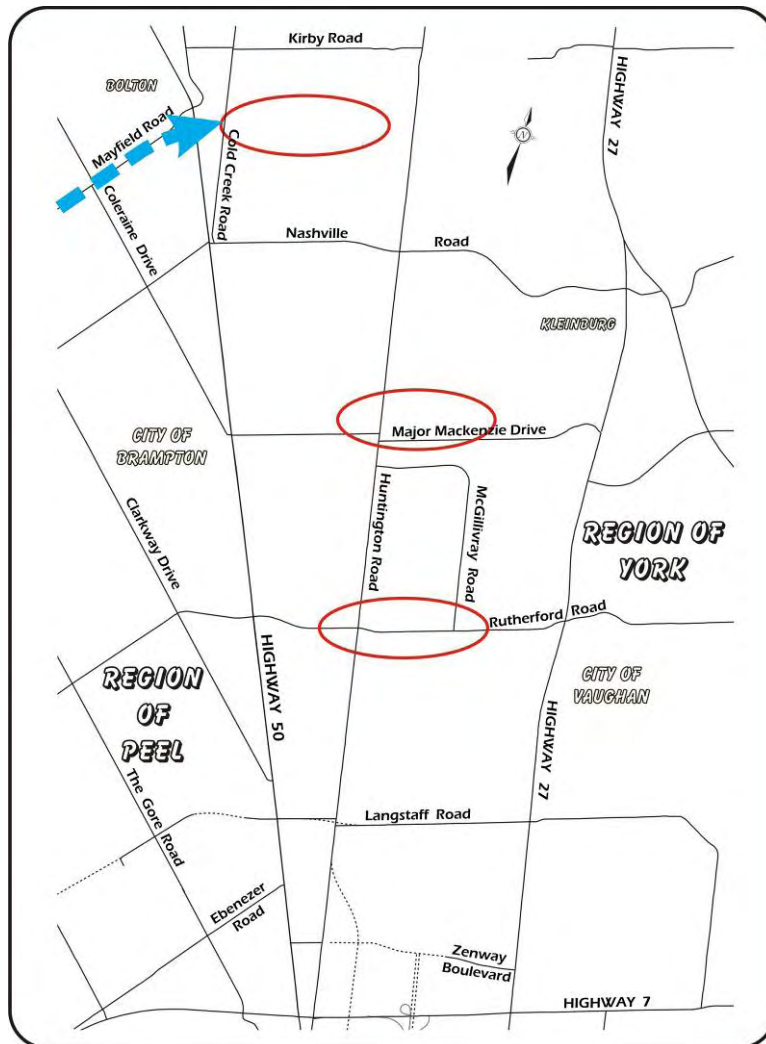 Kirby Road
BOLTON
HIGHWAY 27
Mayfield Road
Cold Creek Road
N
Coleraine Drive
Nashville Road
KLEINBURG
CITY OF
BRAMPTON
Major Mackenzie Drive
Huntington Road
McGillivray Road
REGION OF
YORK
Clarkway Drive
Rutherford Road
HIGHWAY 50
REGION
OF
PEEL
CITY OF
VAUGHAN
HIGHWAY 27
The Gore Road
Langstaff Road
Ebenezer
Road
Zenway
Boulevard
HIGHWAY 7